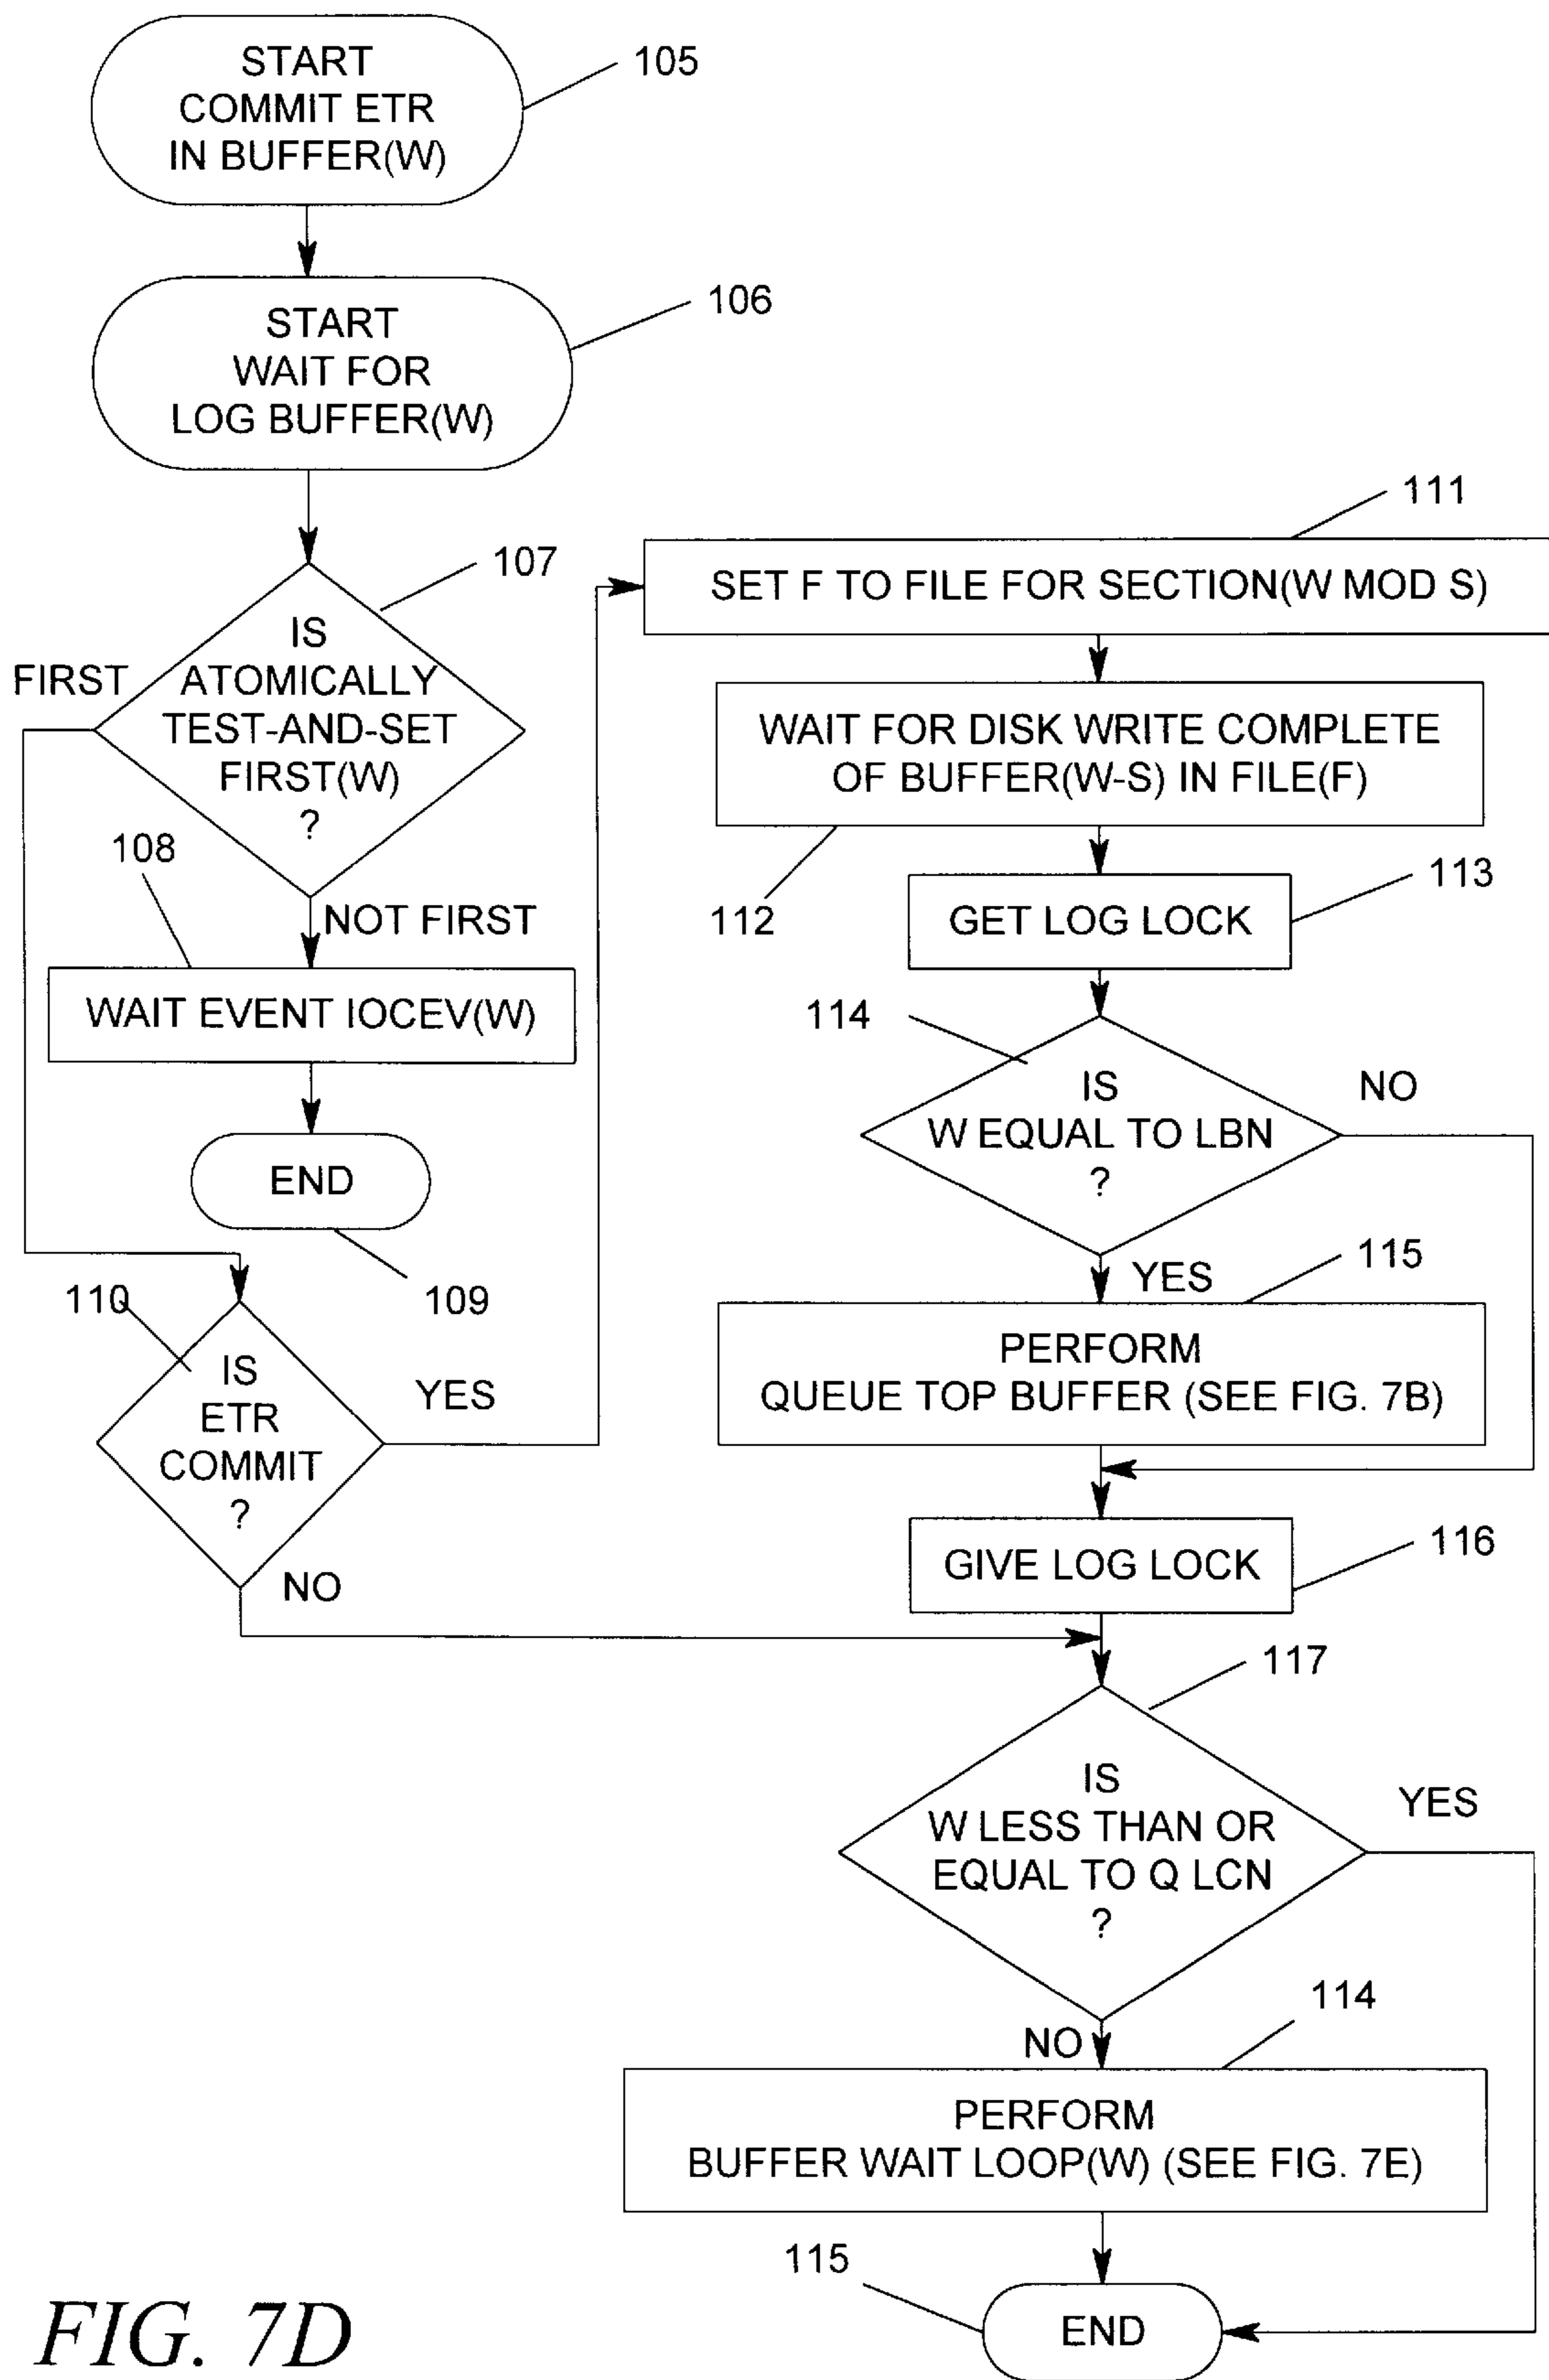 START
COMMIT ETR
IN BUFFER(W)
105
START
WAIT FOR
LOG BUFFER(W)
106
IS
ATOMICALLY
TEST-AND-SET
FIRST(W)
?
107
FIRST
NOT FIRST
108
WAIT EVENT IOCEV(W)
END
109
110
IS
ETR
COMMIT
?
YES
NO
111
SET F TO FILE FOR SECTION(W MOD S)
WAIT FOR DISK WRITE COMPLETE
OF BUFFER(W-S) IN FILE(F)
112
113
GET LOG LOCK
114
IS
W EQUAL TO LBN
?
NO
YES
115
PERFORM
QUEUE TOP BUFFER (SEE FIG. 7B)
GIVE LOG LOCK
116
117
IS
W LESS THAN OR
EQUAL TO Q LCN
?
YES
NO
114
PERFORM
BUFFER WAIT LOOP(W) (SEE FIG. 7E)
115
END
FIG. 7D